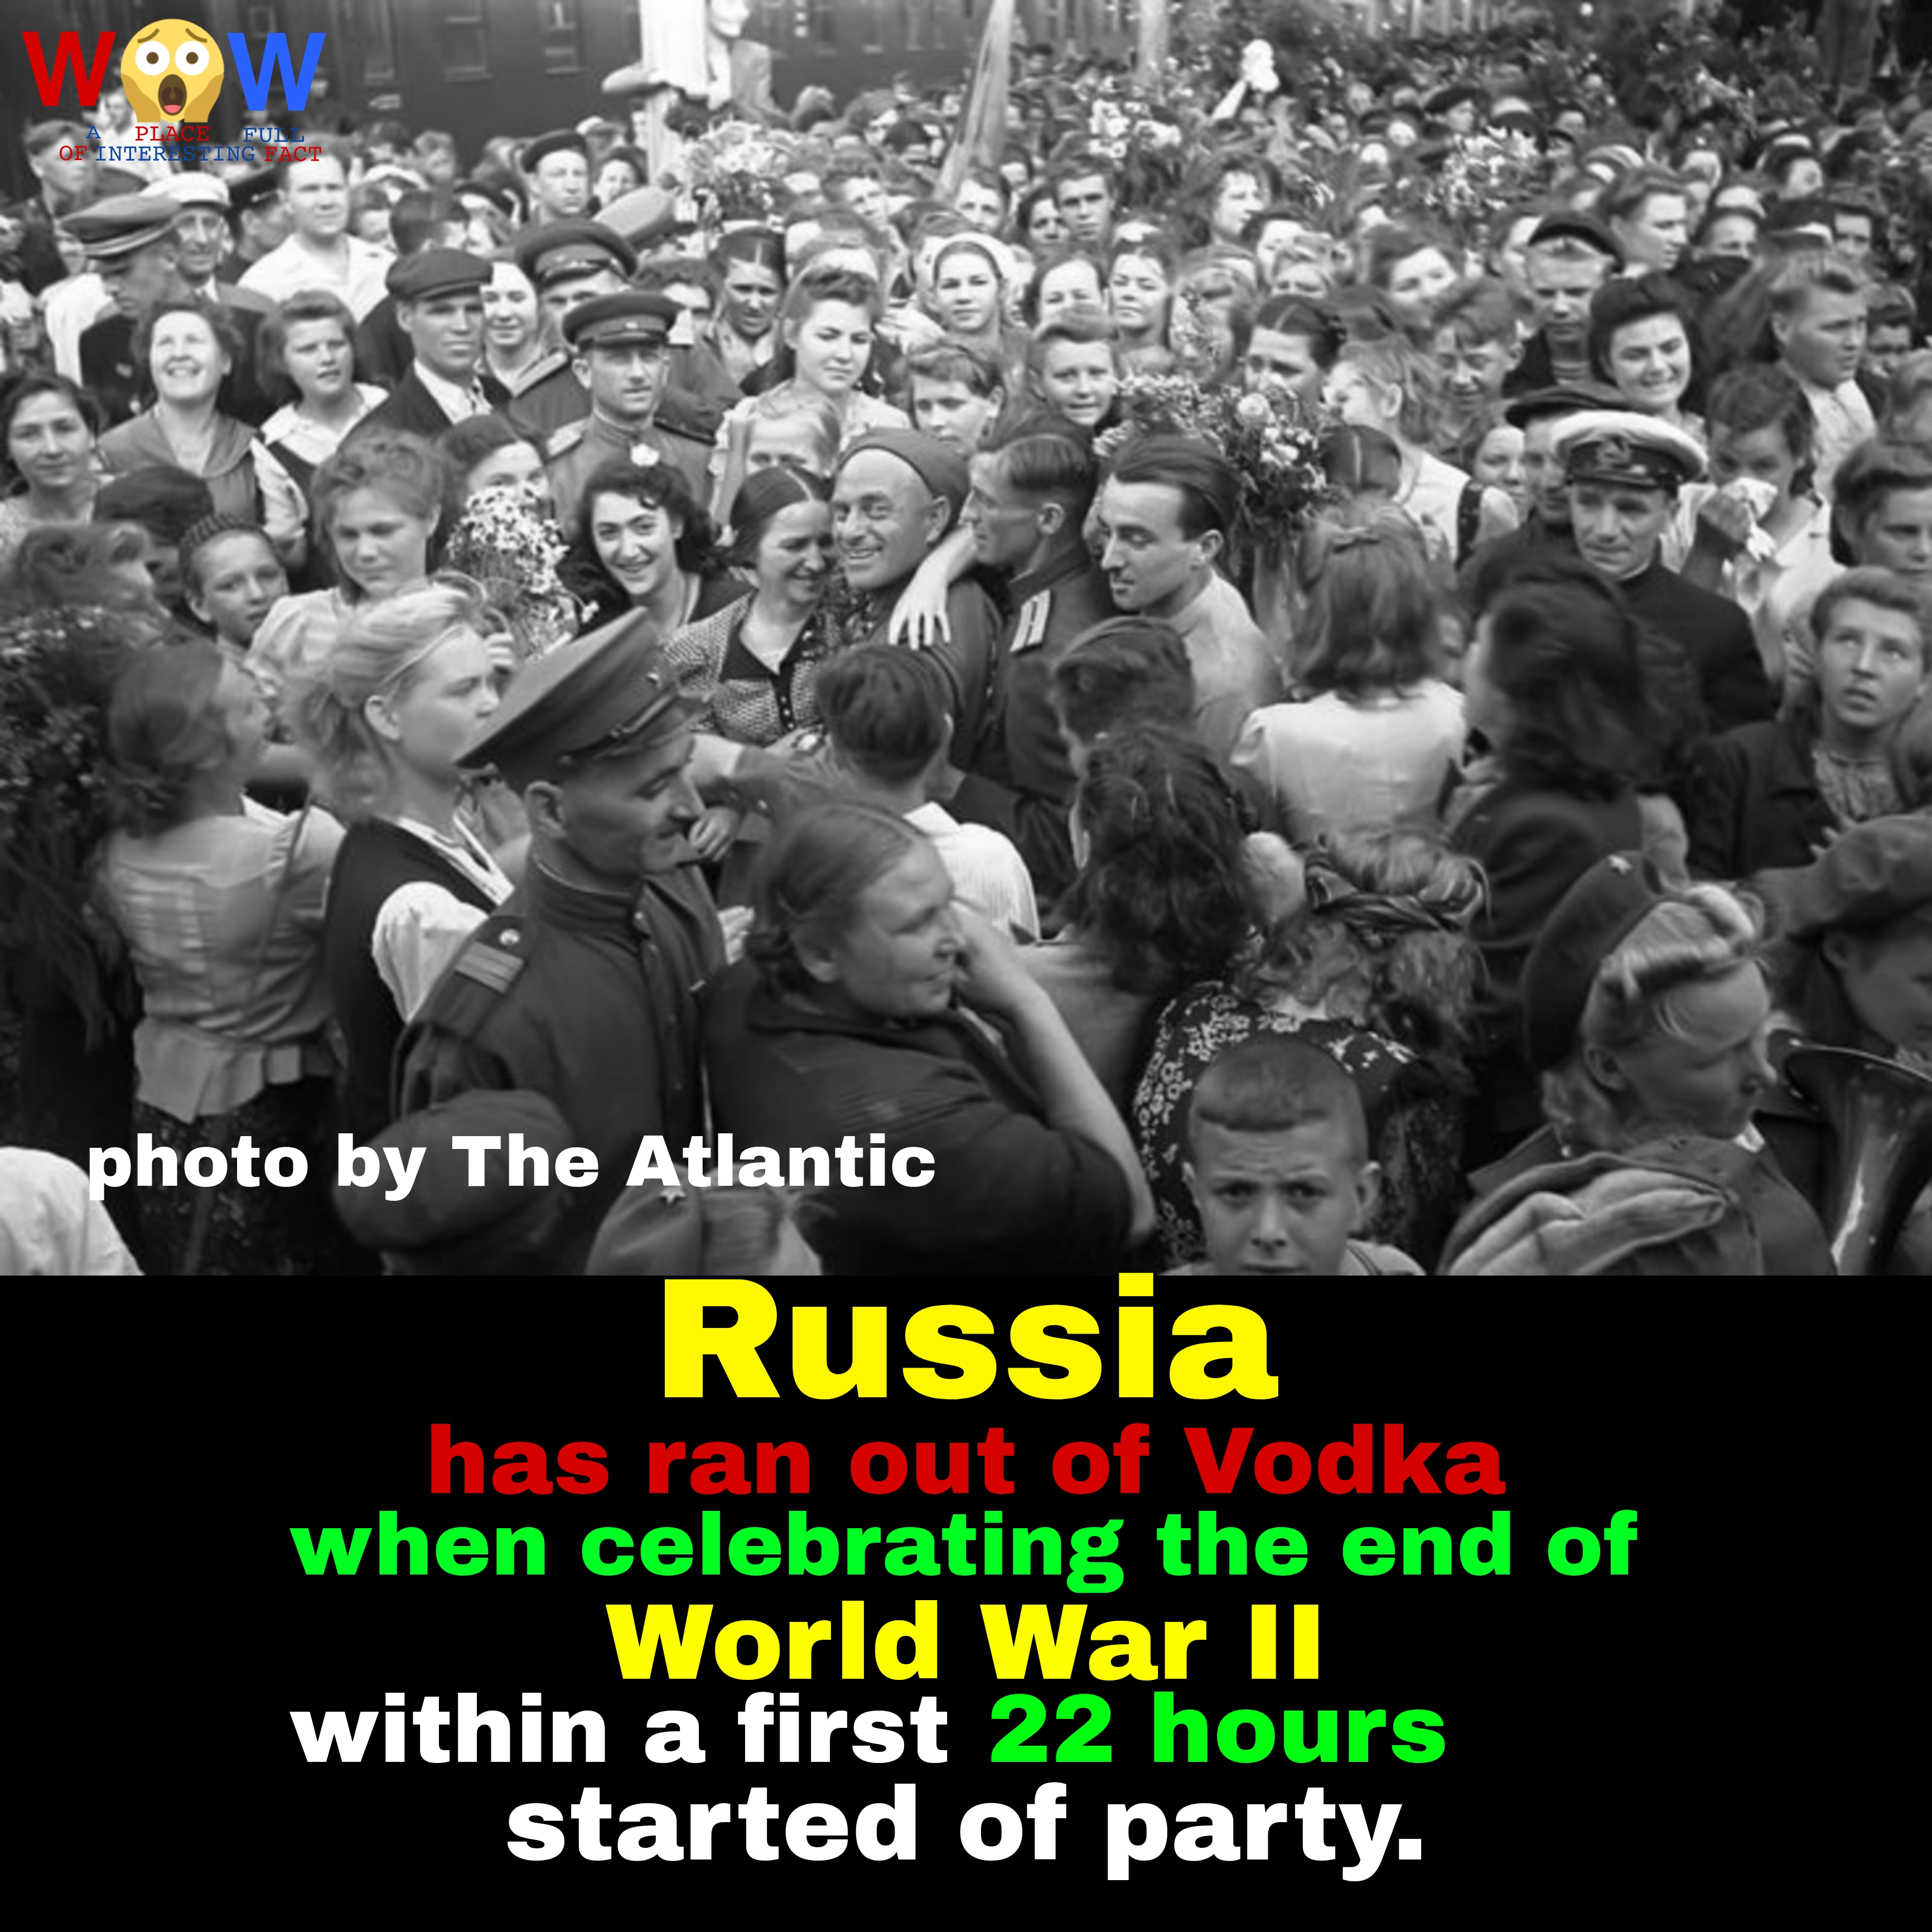 WOW
A PLACE FULL
OF INTERESTING FACT
photo by The Atlantic
Russia
has ran out of Vodka
when celebrating the end of
World War II
within a first 22 hours
started of party.